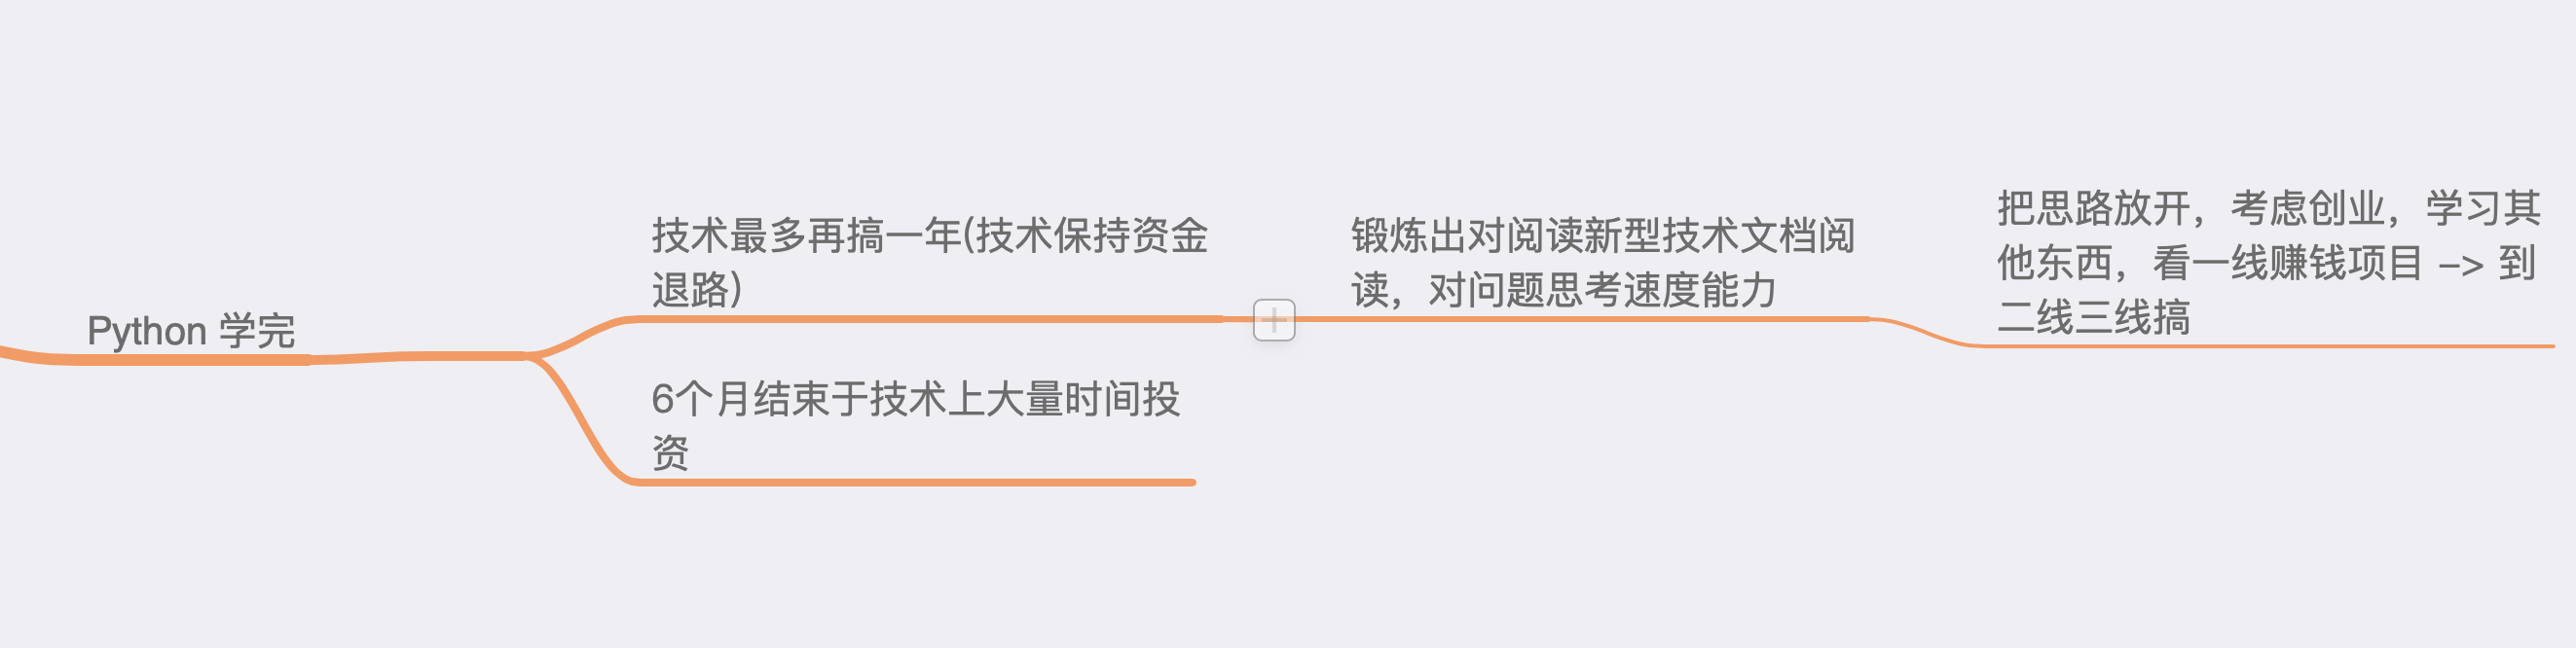 Python 学完
技术最多再搞一年(技术保持资金
退路)
6个月结束于技术上大量时间投
资
锻炼出对阅读新型技术文档阅
读，对问题思考速度能力
把思路放开，考虑创业，学习其
他东西，看一线赚钱项目 –> 到
二线三线搞